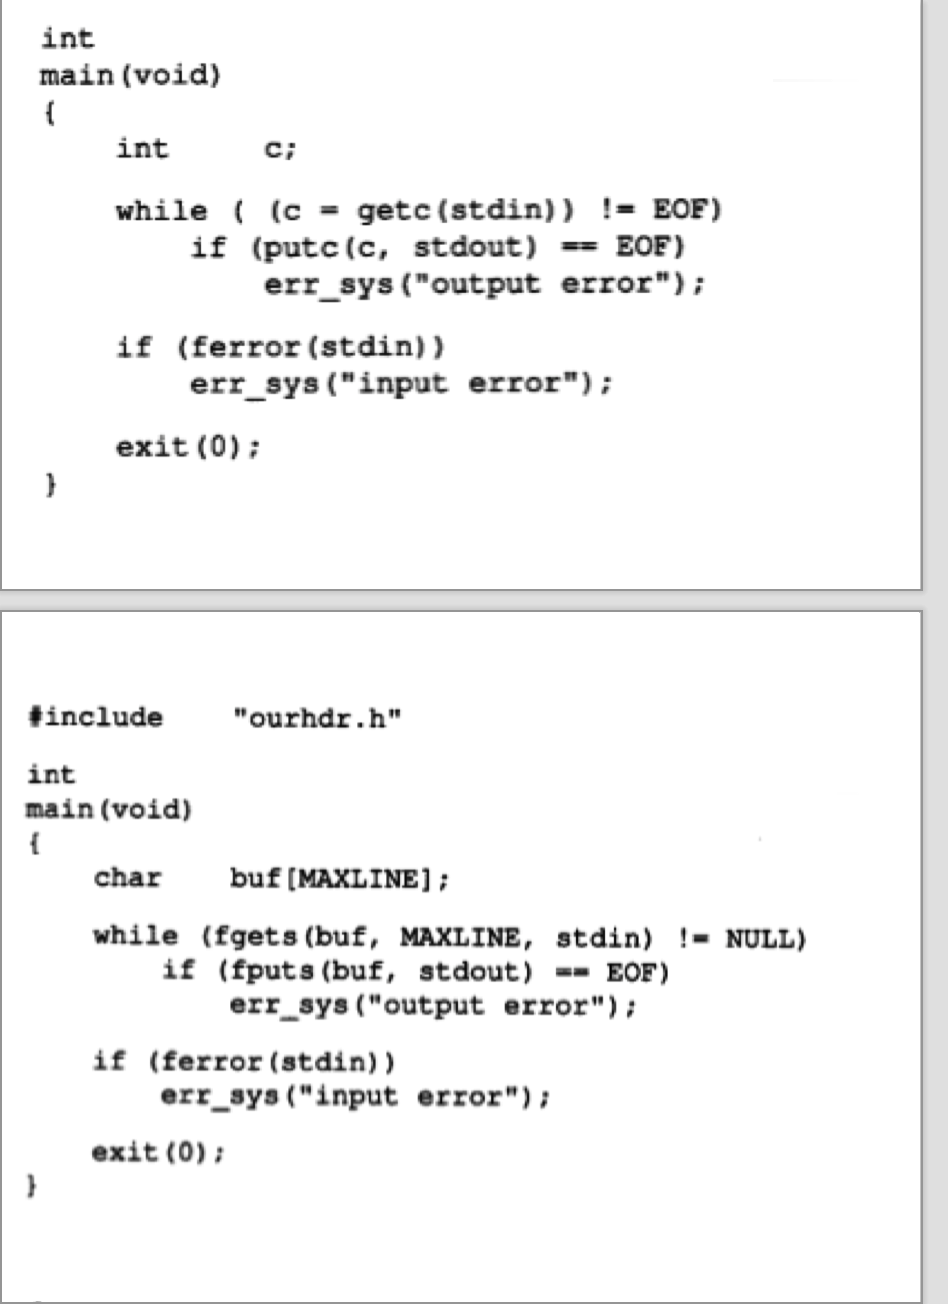 int
main(void)
{
    int     c;
    while ( (c = getc(stdin)) != EOF)
        if (putc(c, stdout) == EOF)
            err_sys("output error");
    if (ferror(stdin))
        err_sys("input error");
    exit(0);
}
#include    "ourhdr.h"
int
main(void)
{
    char    buf[MAXLINE];
    while (fgets(buf, MAXLINE, stdin) != NULL)
        if (fputs(buf, stdout) == EOF)
            err_sys("output error");
    if (ferror(stdin))
        err_sys("input error");
    exit(0);
}